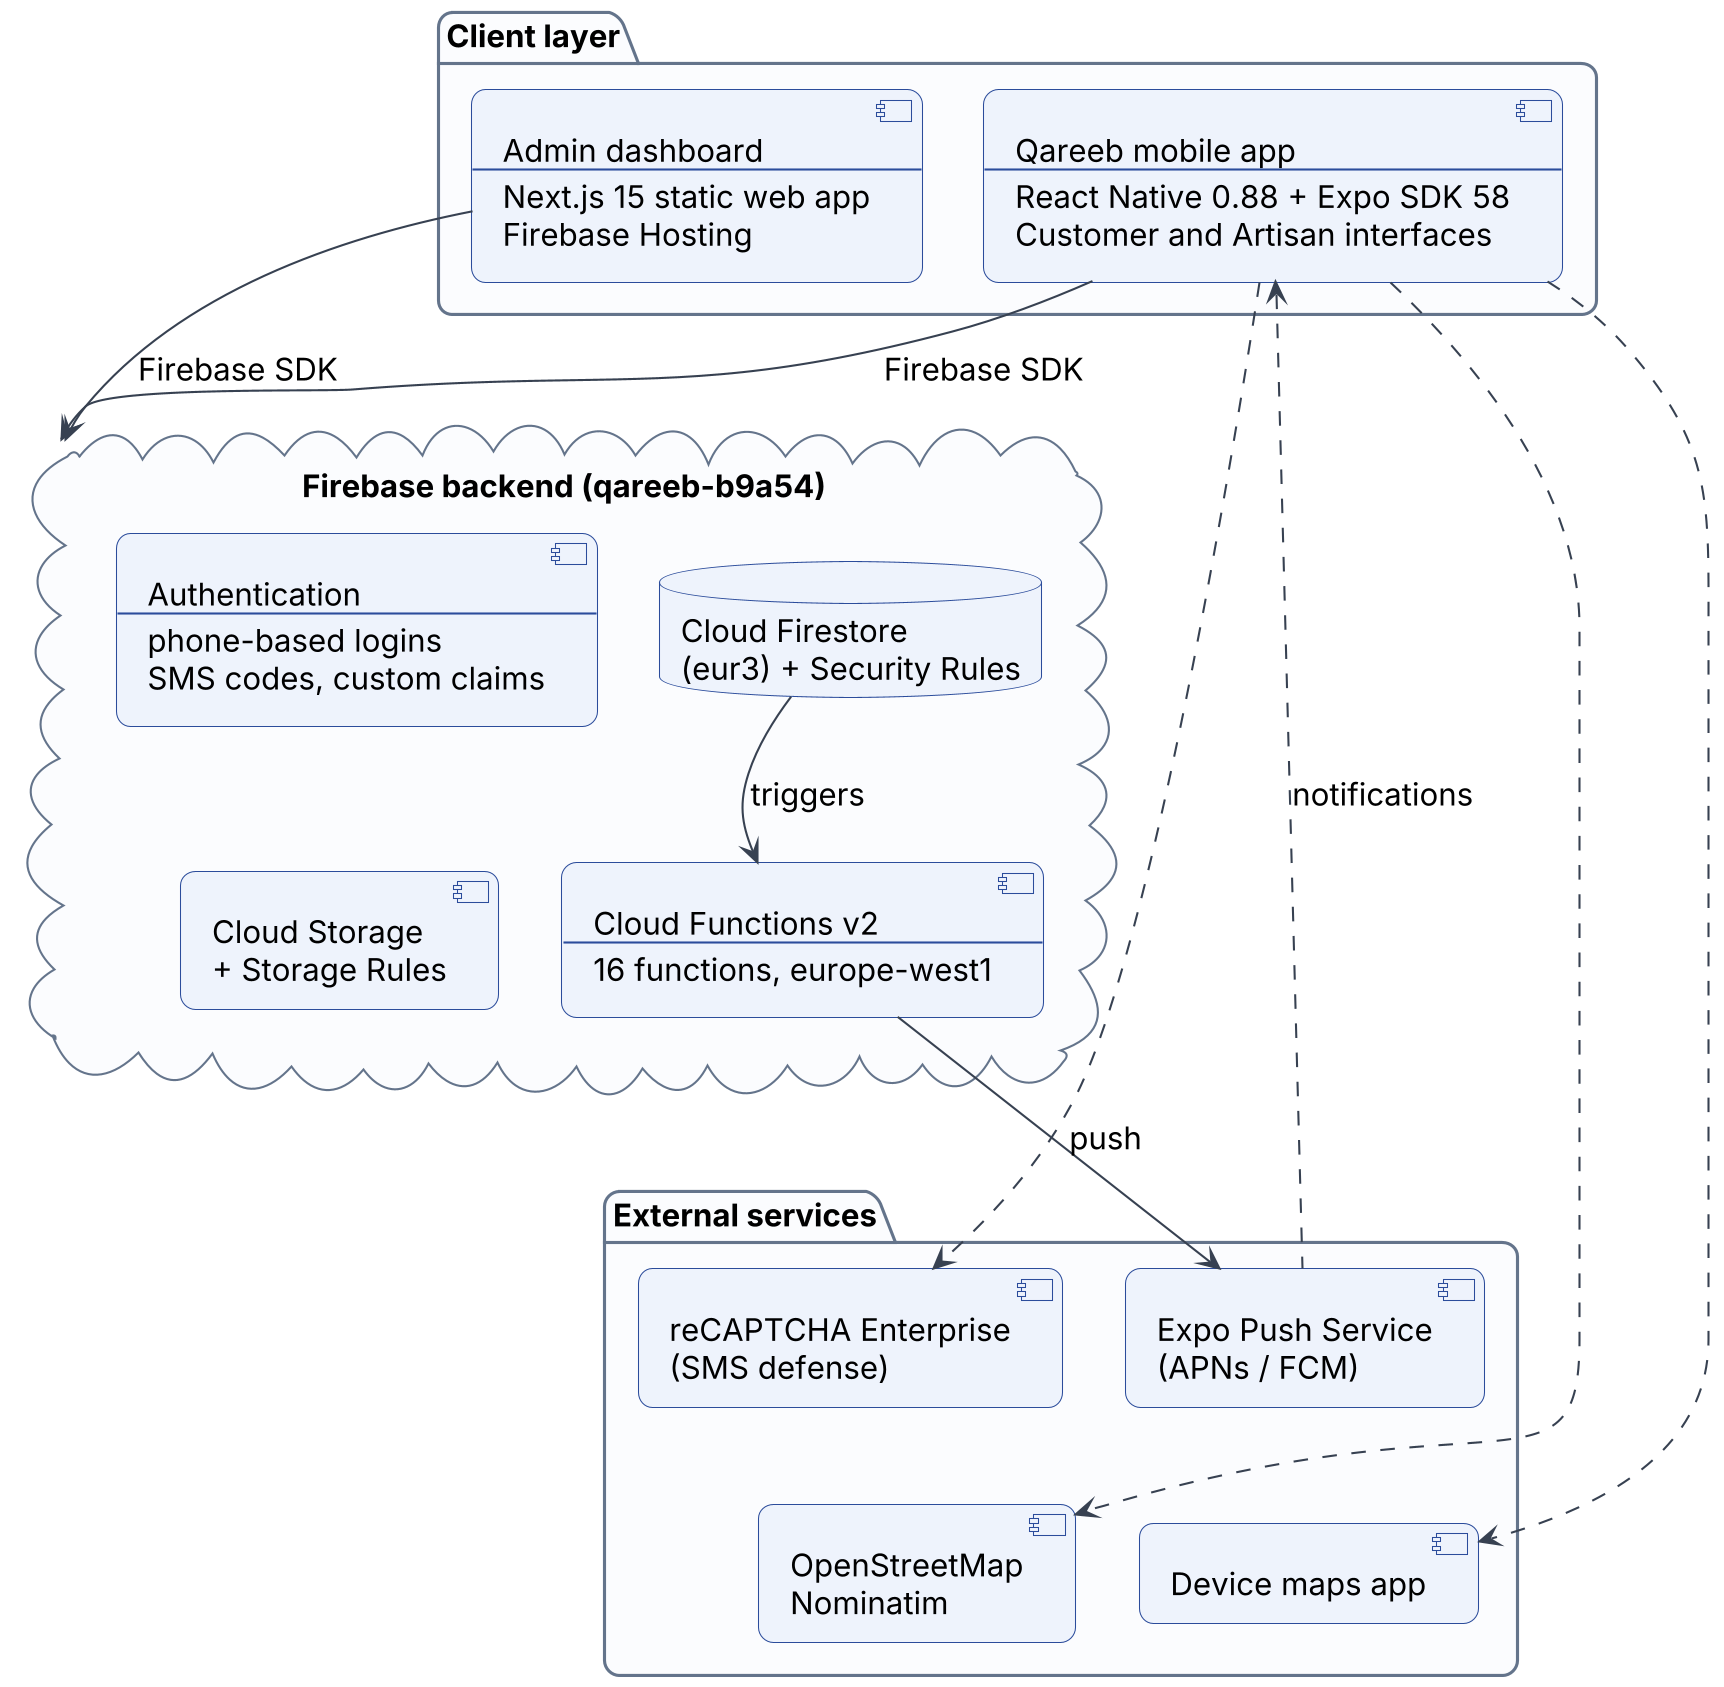 Client layer
Admin dashboard
Next.js 15 static web app
Firebase Hosting
Qareeb mobile app
React Native 0.88 + Expo SDK 58
Customer and Artisan interfaces
Firebase SDK
Firebase SDK
Firebase backend (qareeb-b9a54)
Authentication
phone-based logins
SMS codes, custom claims
Cloud Firestore
(eur3) + Security Rules
triggers
notifications
Cloud Storage
+ Storage Rules
Cloud Functions v2
16 functions, europe-west1
push
External services
reCAPTCHA Enterprise
(SMS defense)
Expo Push Service
(APNs / FCM)
OpenStreetMap
Nominatim
Device maps app